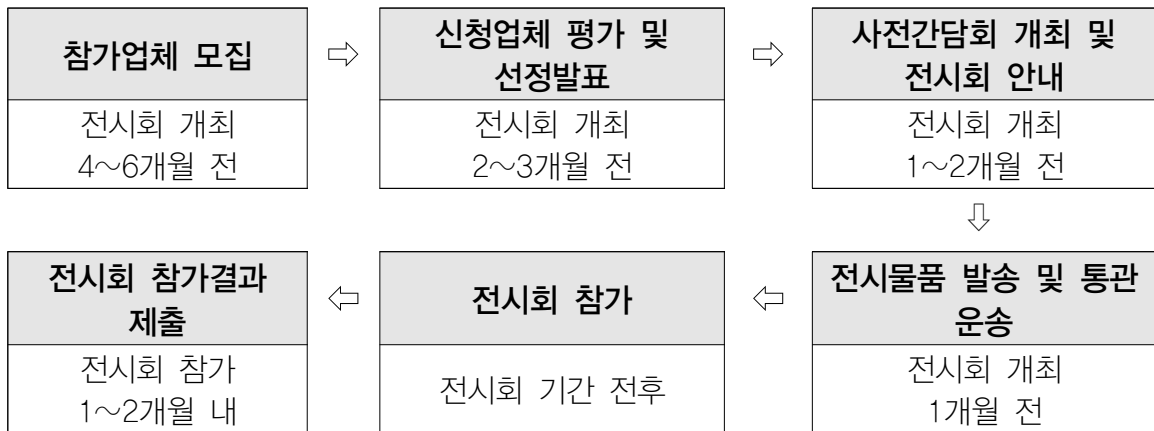 참가업체 모집
전시회 개최
4～6개월 전
⇨
신청업체 평가 및
선정발표
전시회 개최
2～3개월 전
⇨
사전간담회 개최 및
전시회 안내
전시회 개최
1～2개월 전
⇩
전시물품 발송 및 통관
운송
전시회 개최
1개월 전
⇦
전시회 참가
전시회 기간 전후
⇦
전시회 참가결과
제출
전시회 참가
1～2개월 내